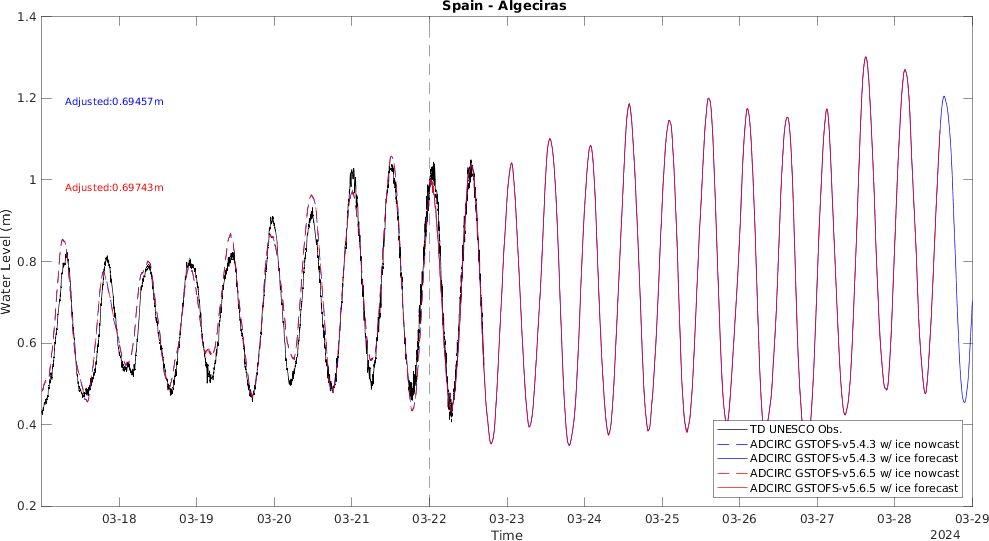 Spain - Algeciras
1.4
1.2
1
0.8
0.6
0.4
0.2
Water Level (m)
Adjusted:0.69457m
Adjusted:0.69743m
TD UNESCO Obs.
ADCIRC GSTOFS-v5.4.3 w/ ice nowcast
ADCIRC GSTOFS-v5.4.3 w/ ice forecast
ADCIRC GSTOFS-v5.6.5 w/ ice nowcast
ADCIRC GSTOFS-v5.6.5 w/ ice forecast
03-18 03-19 03-20 03-21 03-22 03-23 03-24 03-25 03-26 03-27 03-28 03-29
Time
2024